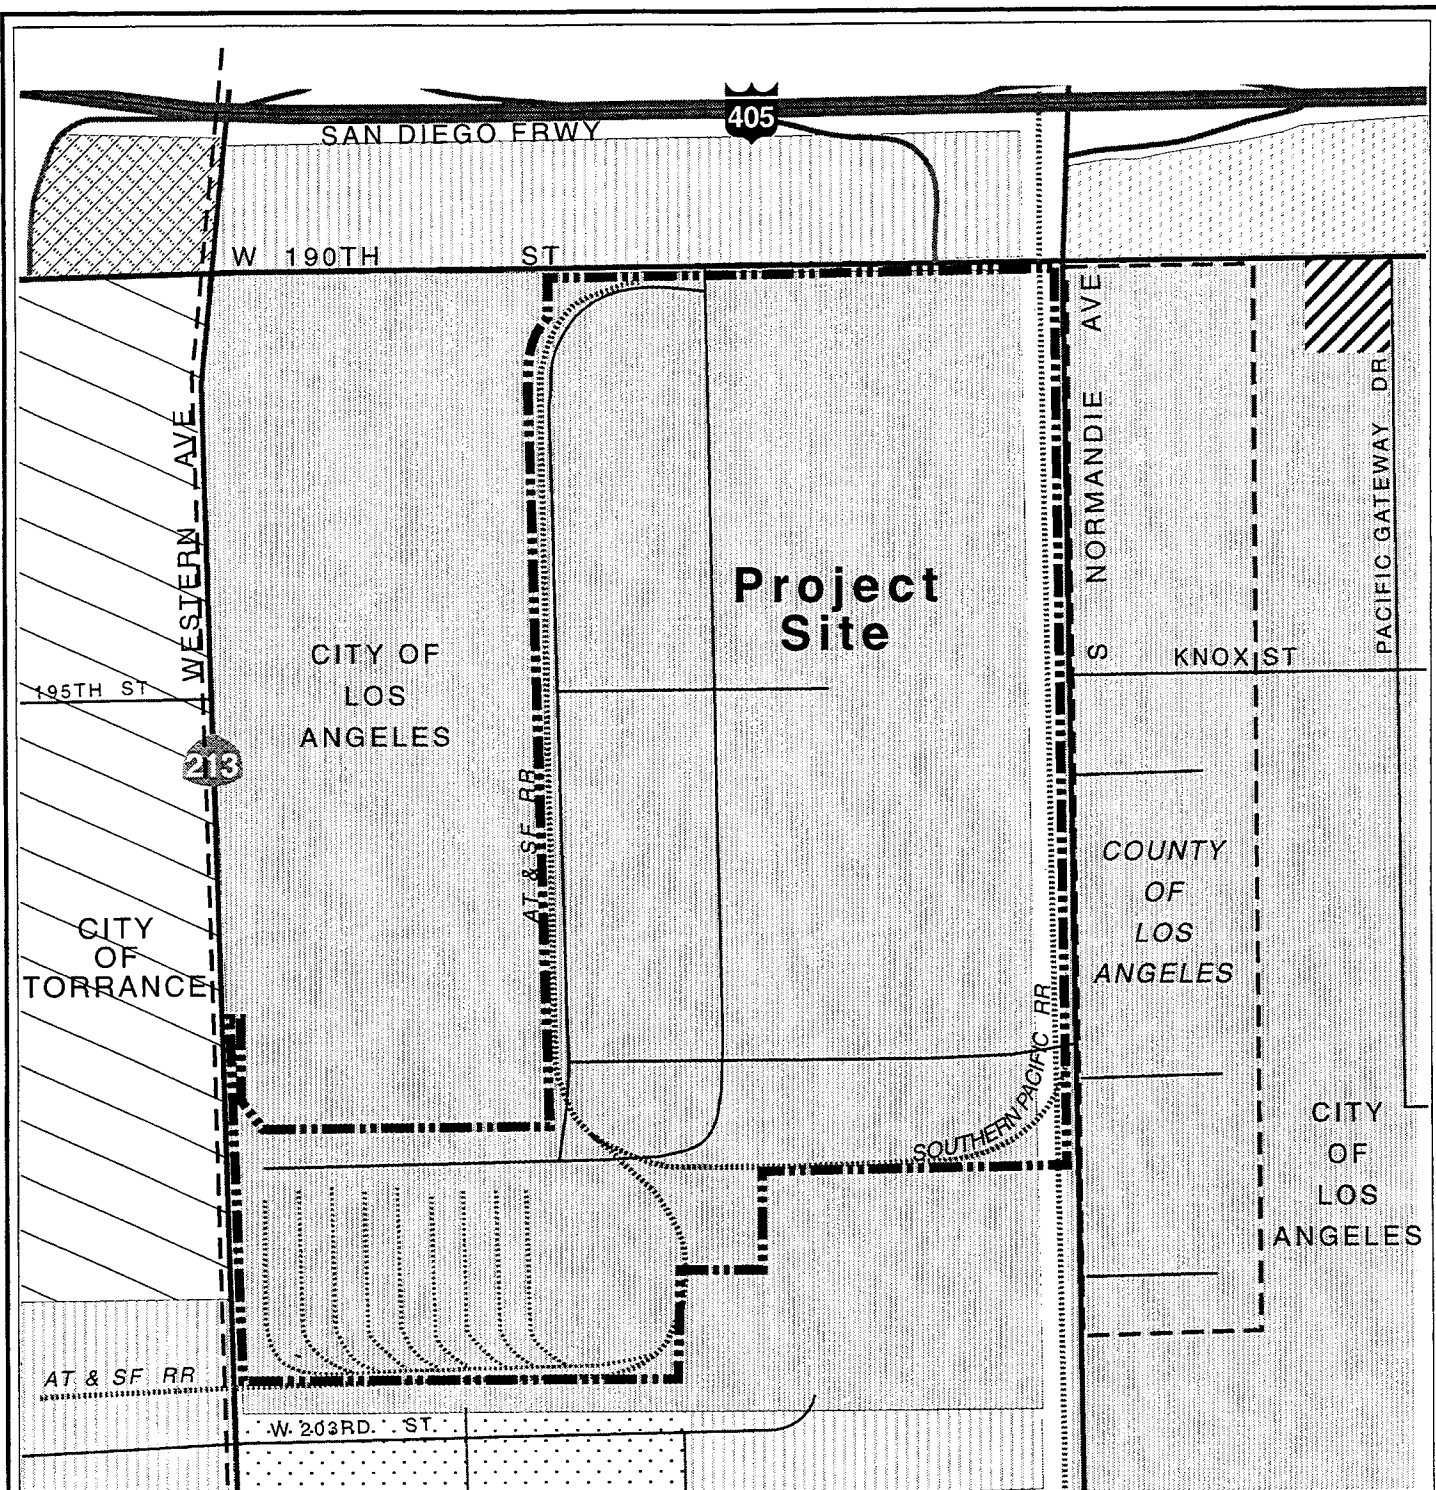 405
SAN DIEGO FRWY
W 190TH ST
WESTERN AVE
S NORMANDIE AVE
PACIFIC GATEWAY DR
Project
Site
CITY OF
LOS
ANGELES
KNOX ST
195TH ST
213
AT & SF RR
COUNTY
OF
LOS
ANGELES
CITY
OF
TORRANCE
SOUTHERN PACIFIC RR
CITY
OF
LOS
ANGELES
AT & SF RR
W 203RD ST